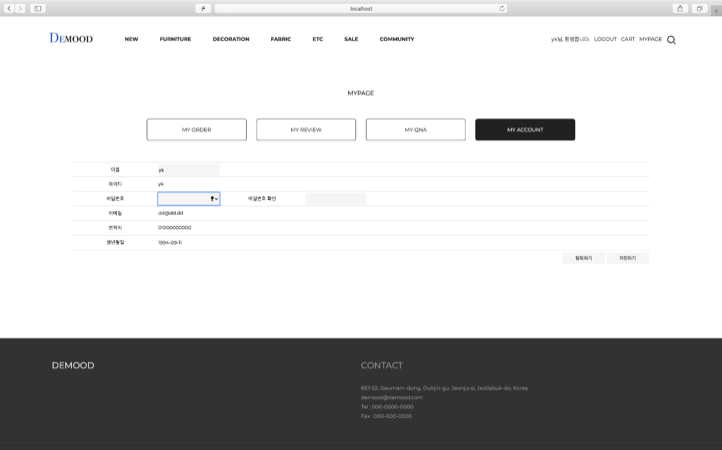 localhost
DEMOOD NEW FURMITURE DECORATION FABRIC ETC SALE COMMUNITY yk님, 환영합니다. LOGOUT CART MYPAGE
MYPAGE
MY ORDER MY REVIEW MY QNA MY ACCOUNT
이름 yk
아이디 yk
비밀번호 비밀번호 확인
이메일 dd@dd.dd
연락처 01000000000
생년월일 1994-09-11
탈퇴하기 저장하기
DEMOOD CONTACT
687-52, Geumam-dong, Dukjin-gu, Jeonju-si, Jeollabuk-do, Korea
demood@demood.com
Tel : 000-0000-0000
Fax : 000-000-0000